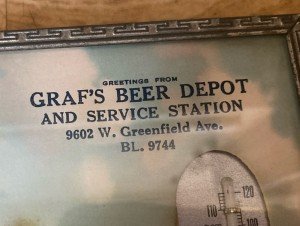 GREETINGS FROM
GRAF'S BEER DEPOT
AND SERVICE STATION
9602 W. Greenfield Ave.
BL. 9744
120
110
100